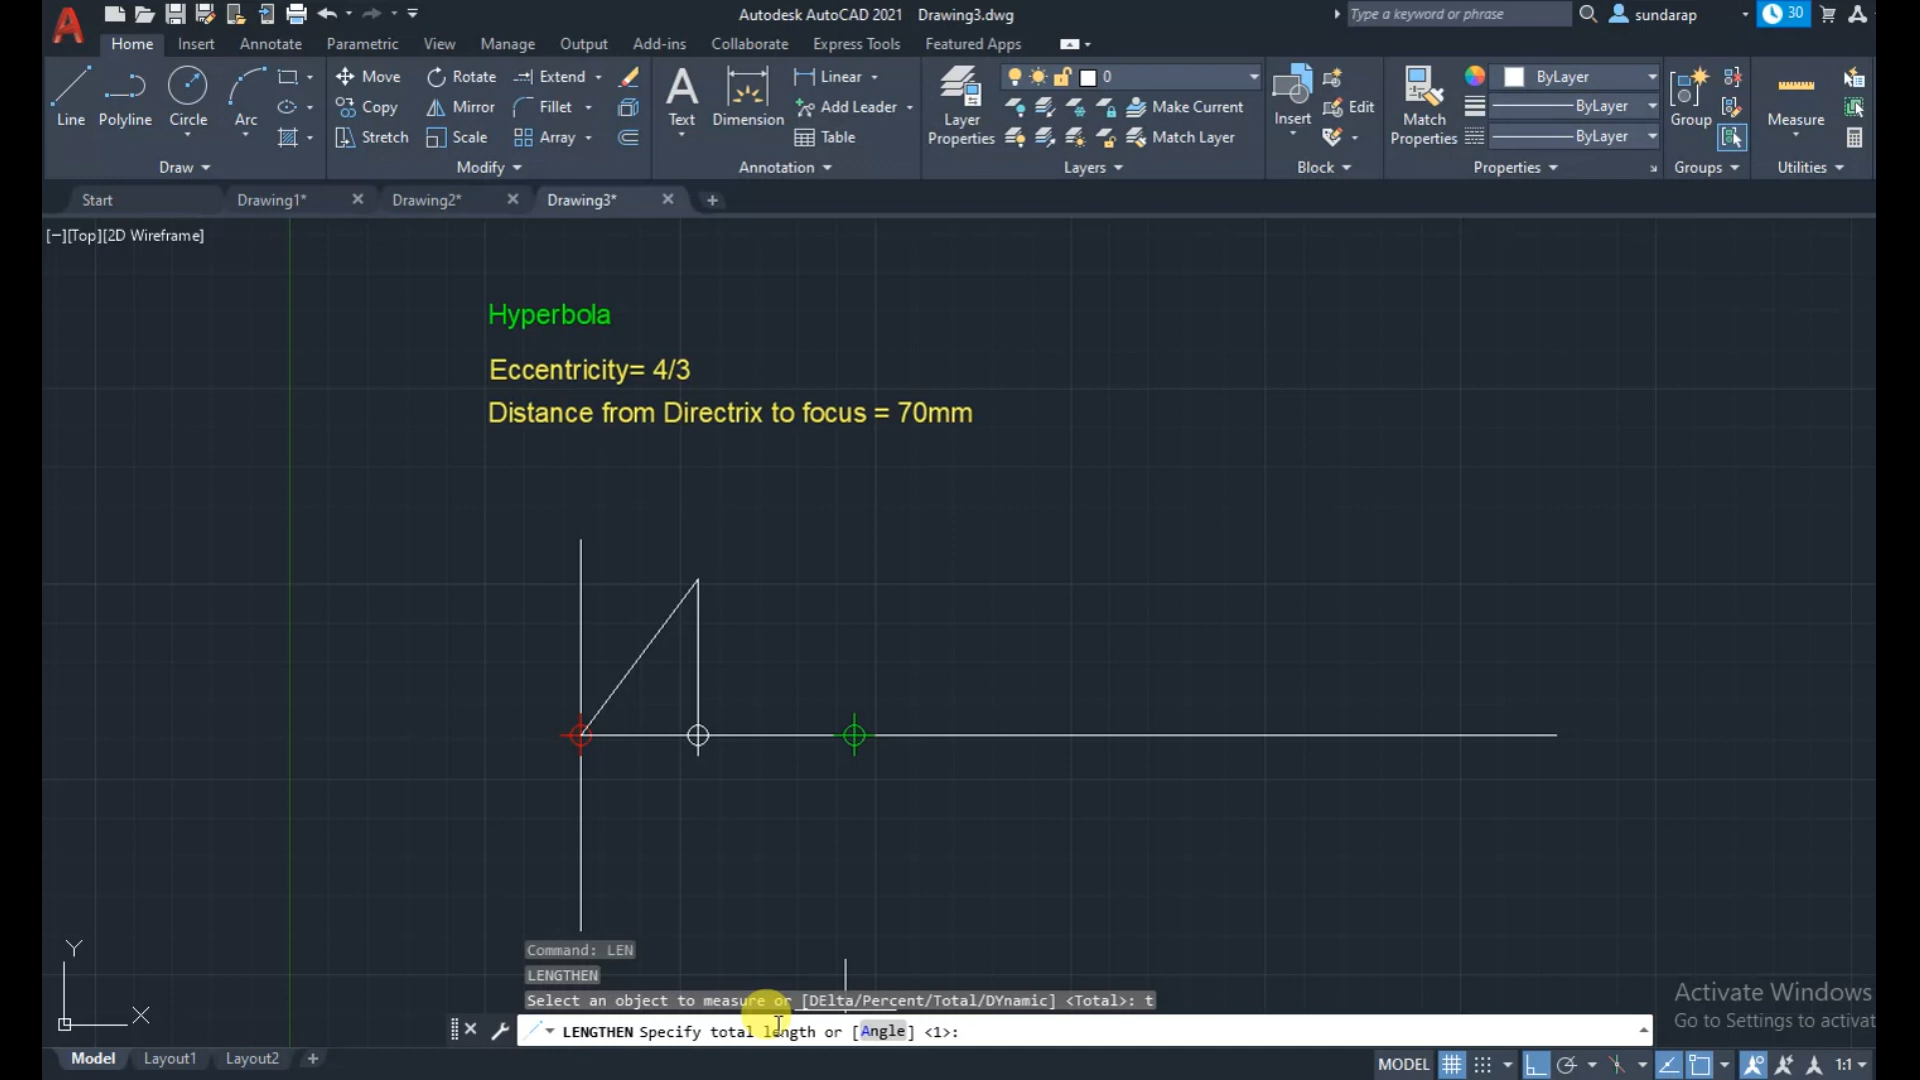 Autodesk AutoCAD 2021 Drawing3.dwg
Type a keyword or phrase
sundarap
30
Home Insert Annotate Parametric View Manage Output Add-ins Collaborate Express Tools Featured Apps
Line
Polyline
Circle
Arc
Draw
Move Rotate Extend
Copy Mirror Fillet
Stretch Scale Array
Modify
Text
Dimension
Linear
Add Leader
Table
Annotation
Layer
Properties
0
Make Current
Match Layer
Layers
Insert
Edit
Block
Match
Properties
ByLayer
ByLayer
ByLayer
Properties
Group
Groups
Measure
Utilities
Start Drawing1* Drawing2* Drawing3*
[−][Top][2D Wireframe]
Hyperbola
Eccentricity= 4/3
Distance from Directrix to focus = 70mm
Y
X
Command: LEN
LENGTHEN
Select an object to measure or [DElta/Percent/Total/DYnamic] <Total>: t
LENGTHEN Specify total length or [Angle] <1>:
Activate Windows
Go to Settings to activat
Model Layout1 Layout2
MODEL
1:1